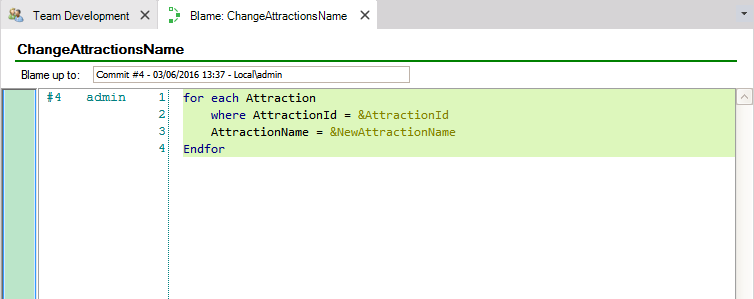 Team Development
Blame: ChangeAttractionsName
ChangeAttractionsName
Blame up to: Commit #4 - 03/06/2016 13:37 - Local\admin
#4 admin 1 for each Attraction
2 where AttractionId = &AttractionId
3 AttractionName = &NewAttractionName
4 Endfor